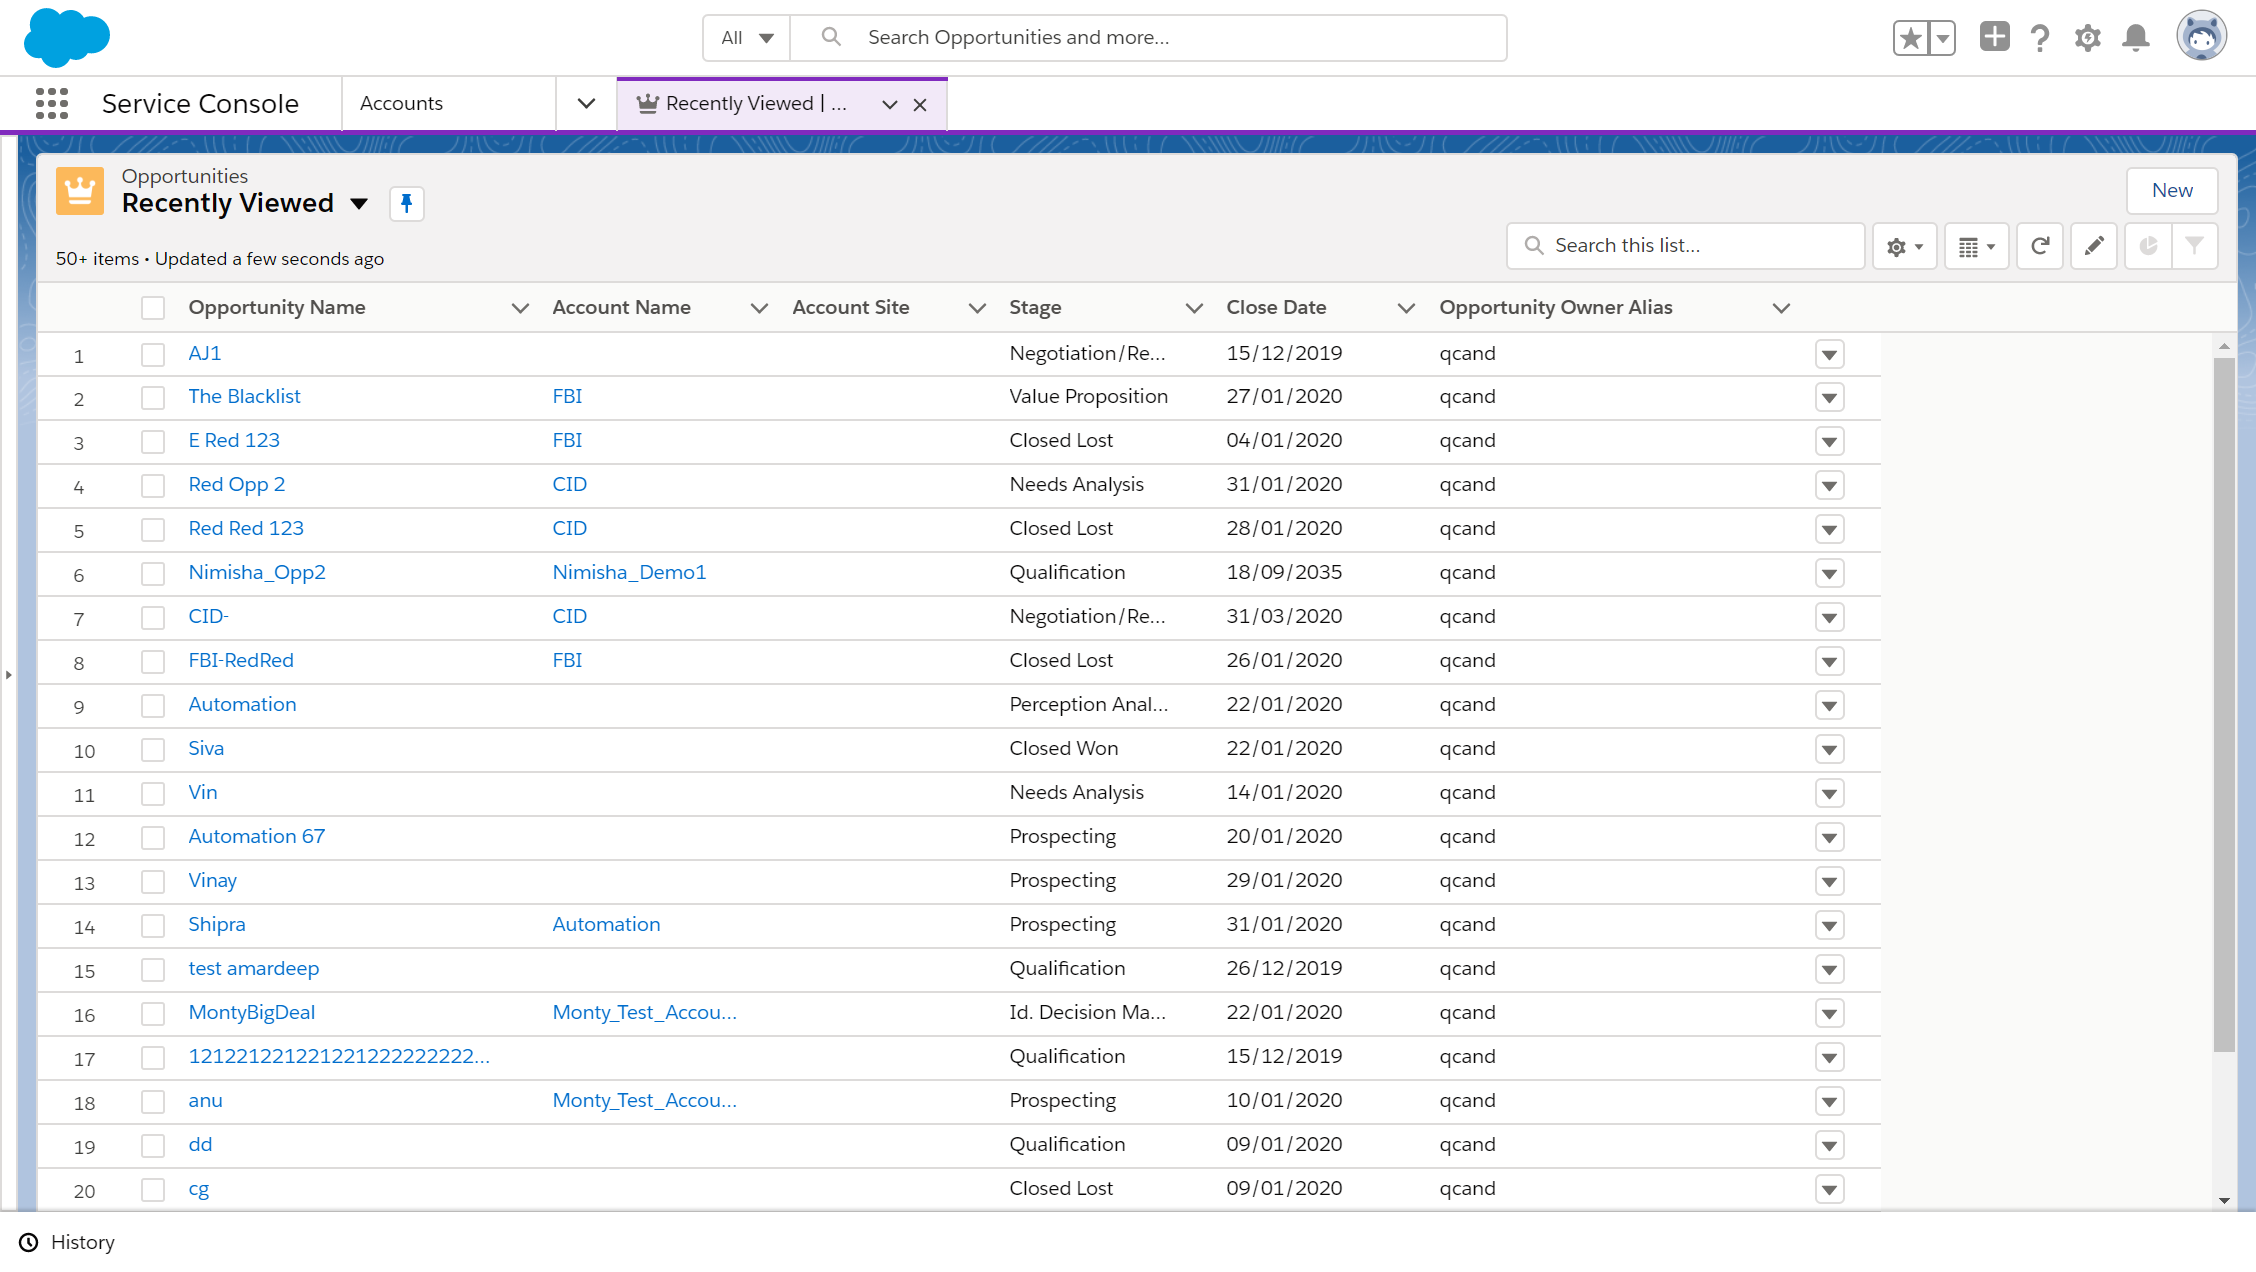 All
Search Opportunities and more...
Service Console
Accounts
Recently Viewed | ...
Opportunities
Recently Viewed
New
50+ items • Updated a few seconds ago
Search this list...
Opportunity Name Account Name Account Site Stage Close Date Opportunity Owner Alias
1 AJ1 Negotiation/Re... 15/12/2019 qcand
2 The Blacklist FBI Value Proposition 27/01/2020 qcand
3 E Red 123 FBI Closed Lost 04/01/2020 qcand
4 Red Opp 2 CID Needs Analysis 31/01/2020 qcand
5 Red Red 123 CID Closed Lost 28/01/2020 qcand
6 Nimisha_Opp2 Nimisha_Demo1 Qualification 18/09/2035 qcand
7 CID- CID Negotiation/Re... 31/03/2020 qcand
8 FBI-RedRed FBI Closed Lost 26/01/2020 qcand
9 Automation Perception Anal... 22/01/2020 qcand
10 Siva Closed Won 22/01/2020 qcand
11 Vin Needs Analysis 14/01/2020 qcand
12 Automation 67 Prospecting 20/01/2020 qcand
13 Vinay Prospecting 29/01/2020 qcand
14 Shipra Automation Prospecting 31/01/2020 qcand
15 test amardeep Qualification 26/12/2019 qcand
16 MontyBigDeal Monty_Test_Accou... Id. Decision Ma... 22/01/2020 qcand
17 121221221221221222222222... Qualification 15/12/2019 qcand
18 anu Monty_Test_Accou... Prospecting 10/01/2020 qcand
19 dd Qualification 09/01/2020 qcand
20 cg Closed Lost 09/01/2020 qcand
History